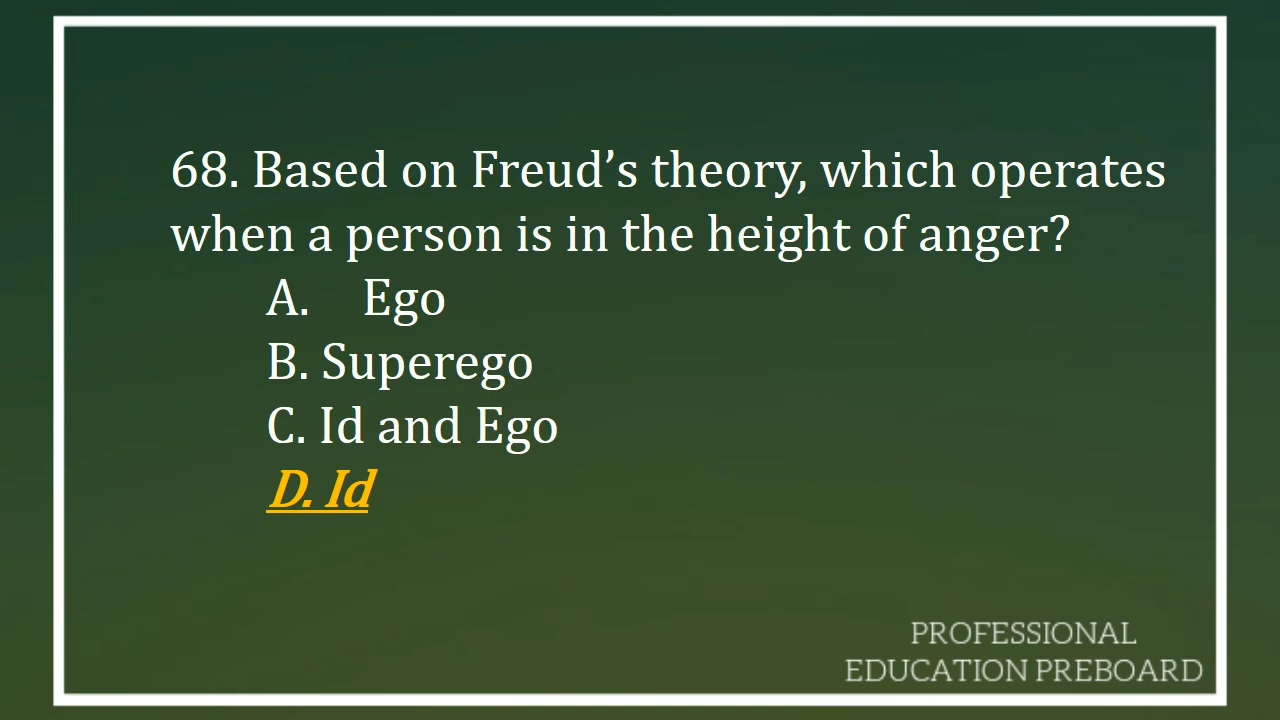 68. Based on Freud’s theory, which operates
when a person is in the height of anger?
A. Ego
B. Superego
C. Id and Ego
D. Id
PROFESSIONAL
EDUCATION PREBOARD